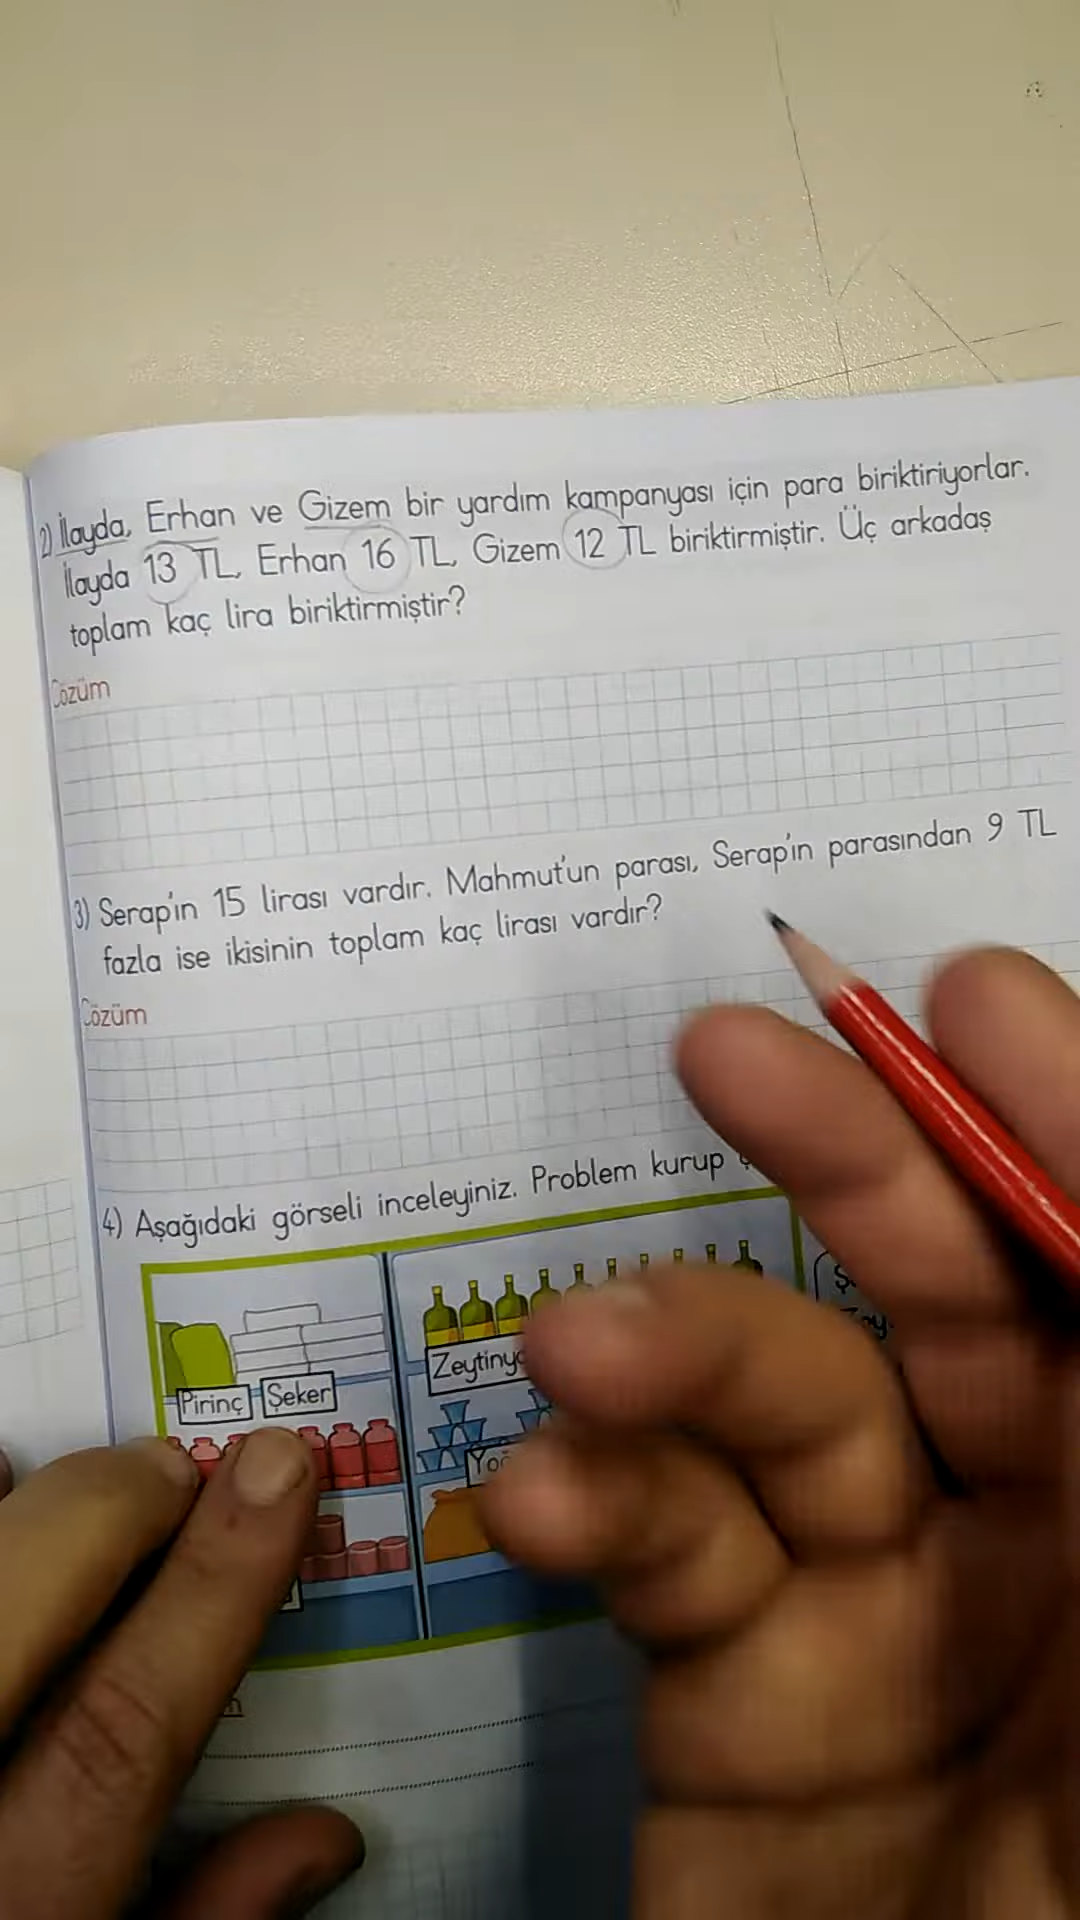 2) İlayda, Erhan ve Gizem bir yardım kampanyası için para biriktiriyorlar.
İlayda 13 TL, Erhan 16 TL, Gizem 12 TL biriktirmiştir. Üç arkadaş
toplam kaç lira biriktirmiştir?
Çözüm
3) Serap'ın 15 lirası vardır. Mahmut'un parası, Serap'ın parasından 9 TL
fazla ise ikisinin toplam kaç lirası vardır?
Çözüm
4) Aşağıdaki görseli inceleyiniz. Problem kurup
Pirinç Şeker